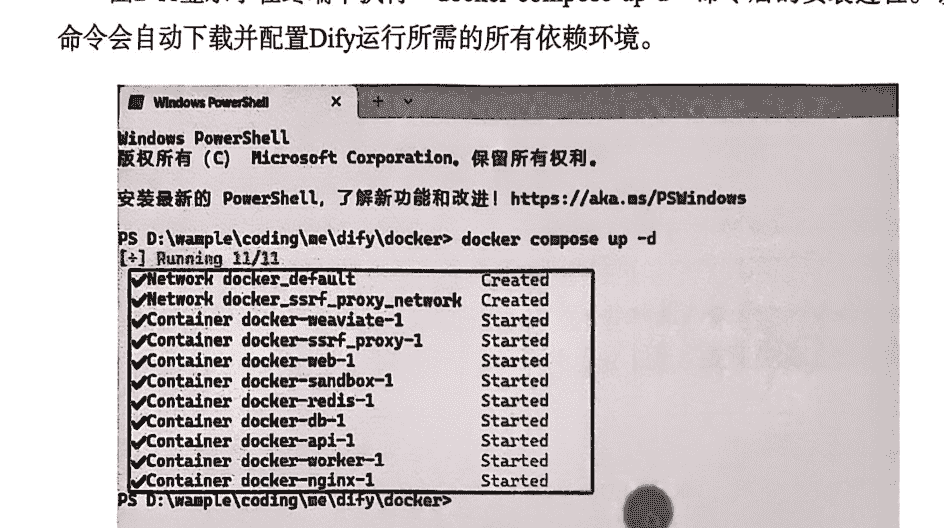 命令会自动下载并配置Dify运行所需的所有依赖环境。
Windows PowerShell
Windows PowerShell
版权所有 (C) Microsoft Corporation。保留所有权利。
安装最新的 PowerShell，了解新功能和改进！https://aka.ms/PSWindows
PS D:\wample\coding\me\dify\docker> docker compose up -d
[+] Running 11/11
✔Network docker_default Created
✔Network docker_ssrf_proxy_network Created
✔Container docker-weaviate-1 Started
✔Container docker-ssrf_proxy-1 Started
✔Container docker-web-1 Started
✔Container docker-sandbox-1 Started
✔Container docker-redis-1 Started
✔Container docker-db-1 Started
✔Container docker-api-1 Started
✔Container docker-worker-1 Started
✔Container docker-nginx-1 Started
PS D:\wample\coding\me\dify\docker>